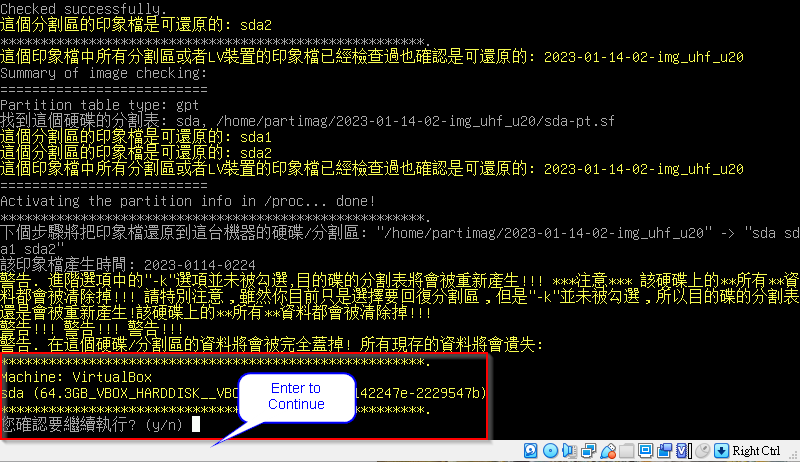 Checked successfully.
這個分割區的印象檔是可還原的: sda2
*****************************************************.
這個印象檔中所有分割區或者LV裝置的印象檔已經檢查過也確認是可還原的: 2023-01-14-02-img_uhf_u20
Summary of image checking:
==========================
Partition table type: gpt
找到這個硬碟的分割表: sda, /home/partimag/2023-01-14-02-img_uhf_u20/sda-pt.sf
這個分割區的印象檔是可還原的: sda1
這個分割區的印象檔是可還原的: sda2
這個印象檔中所有分割區或者LV裝置的印象檔已經檢查過也確認是可還原的: 2023-01-14-02-img_uhf_u20
==========================
Activating the partition info in /proc... done!
*****************************************************.
下個步驟將把印象檔還原到這台機器的硬碟/分割區: "/home/partimag/2023-01-14-02-img_uhf_u20" -> "sda sd
a1 sda2"
該印象檔產生時間: 2023-0114-0224
警告. 進階選項中的"-k"選項並未被勾選,目的碟的分割表將會被重新產生!!! ***注意*** 該硬碟上的**所有**資
料都會被清除掉!!! 請特別注意，雖然你目前只是選擇要回復分割區，但是"-k"並未被勾選，所以目的碟的分割表
還是會被重新產生!該硬碟上的**所有**資料都會被清除掉!!!
警告!!! 警告!!! 警告!!!
警告. 在這個硬碟/分割區的資料將會被完全蓋掉! 所有現存的資料將會遺失:
*****************************************************.
Machine: VirtualBox
sda (64.3GB_VBOX_HARDDISK__VBO 142247e-2229547b)
*****************************************************.
您確認要繼續執行? (y/n)
Enter to
Continue
Right Ctrl